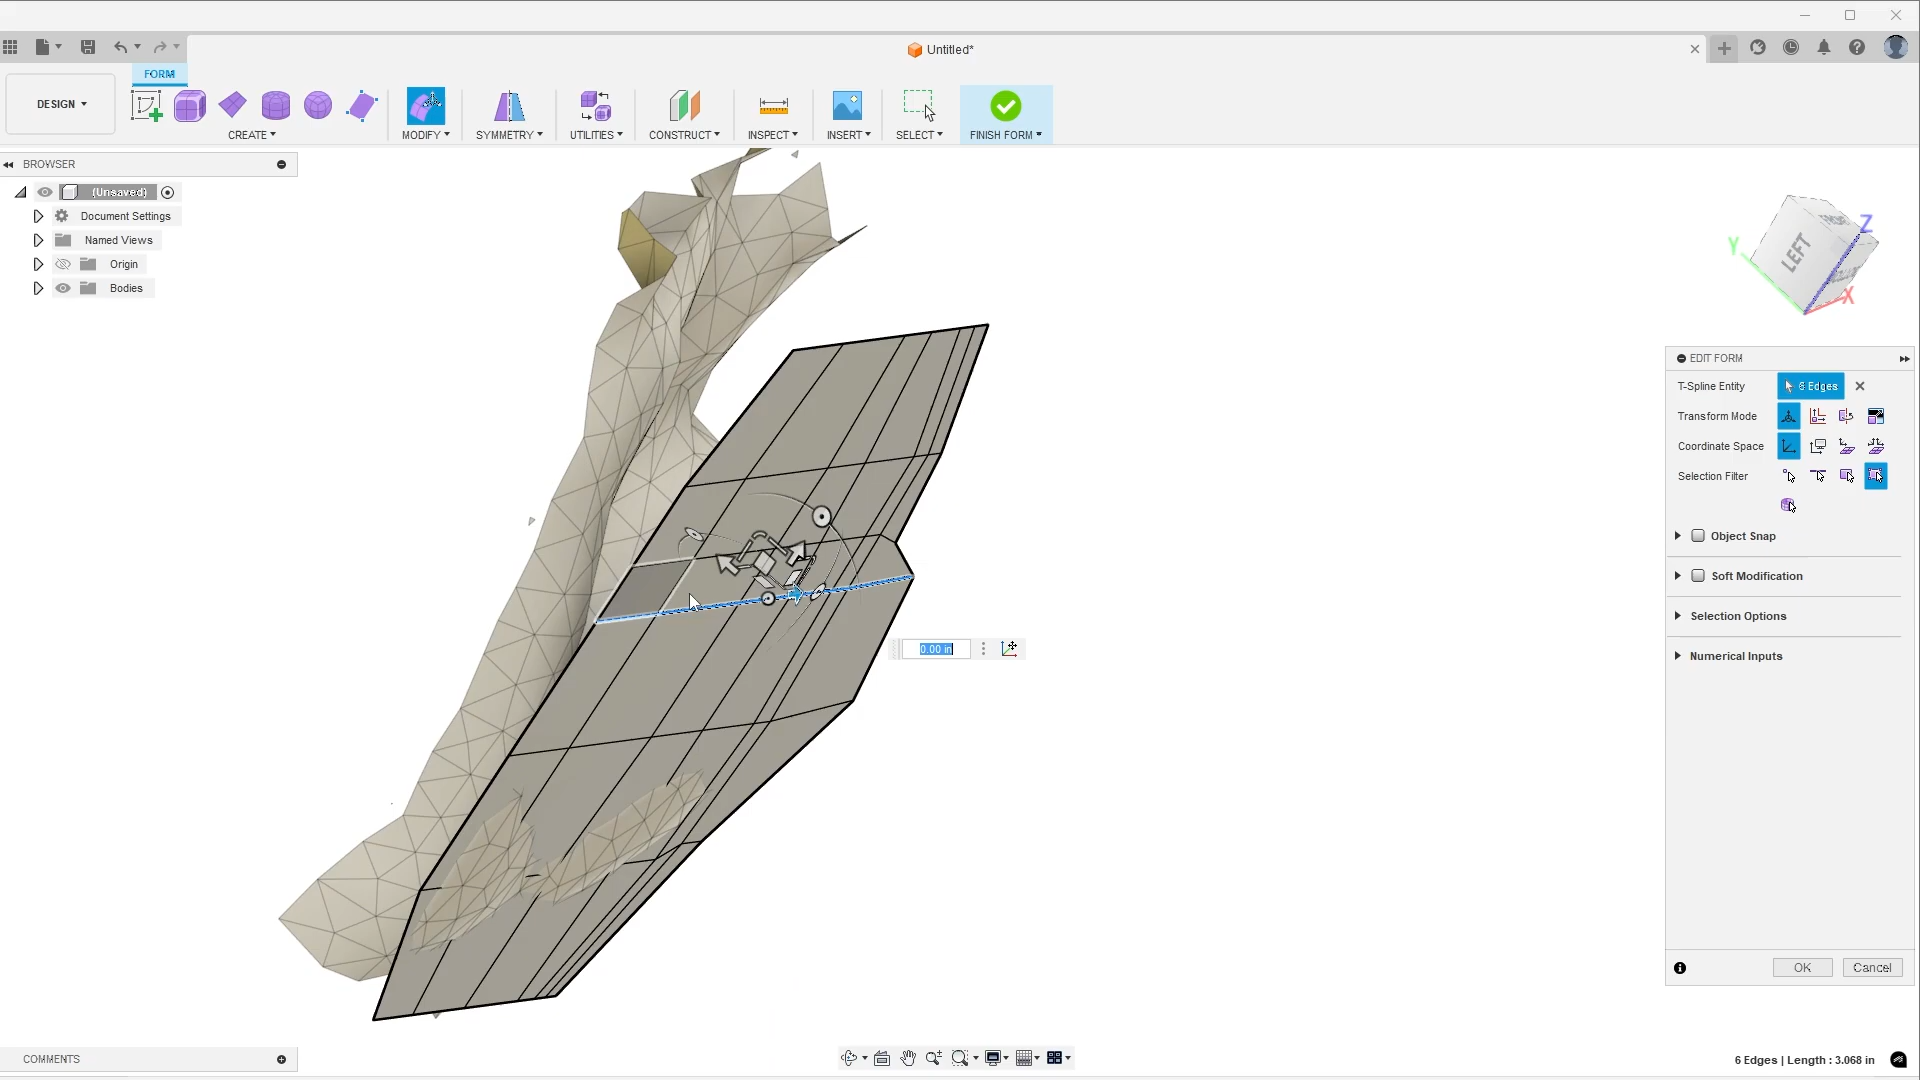 Untitled*
FORM
DESIGN
CREATE
MODIFY
SYMMETRY
UTILITIES
CONSTRUCT
INSPECT
INSERT
SELECT
FINISH FORM
BROWSER
(Unsaved)
Document Settings
Named Views
Origin
Bodies
Z
Y
LEFT
X
EDIT FORM
T-Spline Entity
6 Edges
Transform Mode
Coordinate Space
Selection Filter
Object Snap
Soft Modification
0.00 in
Selection Options
Numerical Inputs
OK
Cancel
COMMENTS
6 Edges | Length : 3.068 in